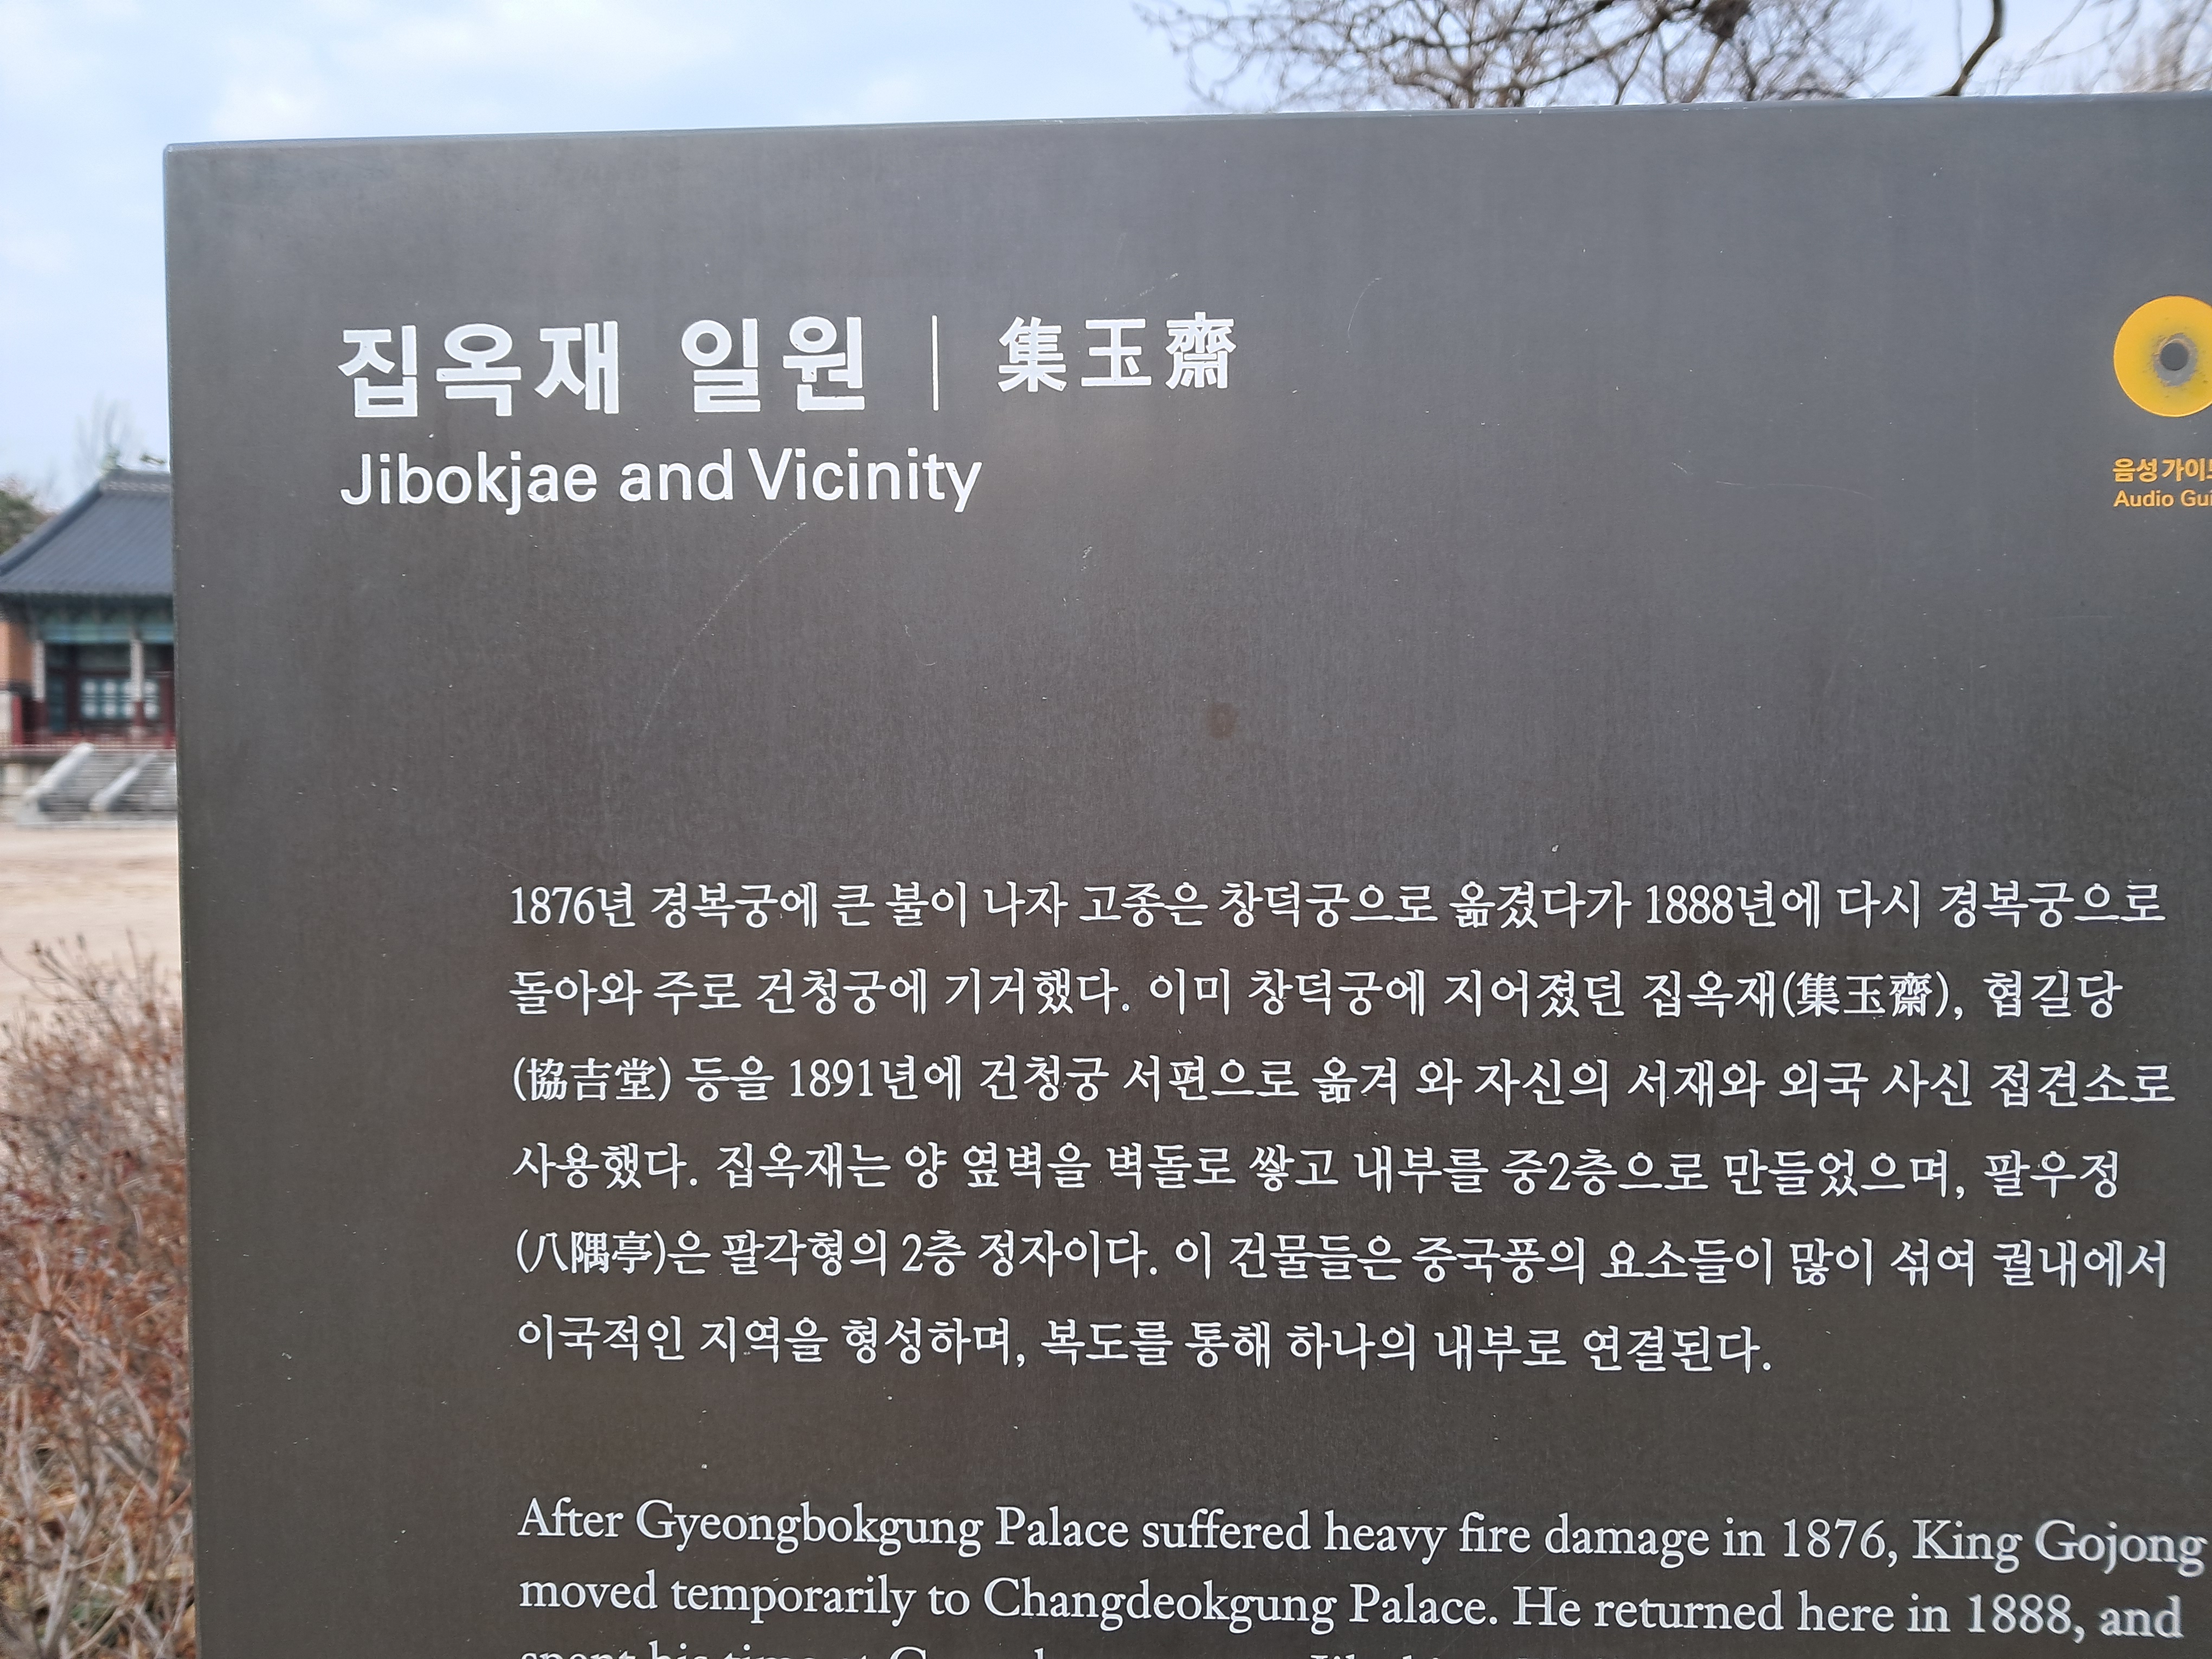 집옥재 일원 | 集玉齋
Jibokjae and Vicinity
음성 가이드
Audio Gui
1876년 경복궁에 큰 불이 나자 고종은 창덕궁으로 옮겼다가 1888년에 다시 경복궁으로
돌아와 주로 건청궁에 기거했다. 이미 창덕궁에 지어졌던 집옥재(集玉齋), 협길당
(協吉堂) 등을 1891년에 건청궁 서편으로 옮겨 와 자신의 서재와 외국 사신 접견소로
사용했다. 집옥재는 양 옆벽을 벽돌로 쌓고 내부를 중2층으로 만들었으며, 팔우정
(八隅亭)은 팔각형의 2층 정자이다. 이 건물들은 중국풍의 요소들이 많이 섞여 궐내에서
이국적인 지역을 형성하며, 복도를 통해 하나의 내부로 연결된다.
After Gyeongbokgung Palace suffered heavy fire damage in 1876, King Gojong
moved temporarily to Changdeokgung Palace. He returned here in 1888, and
spent his time at